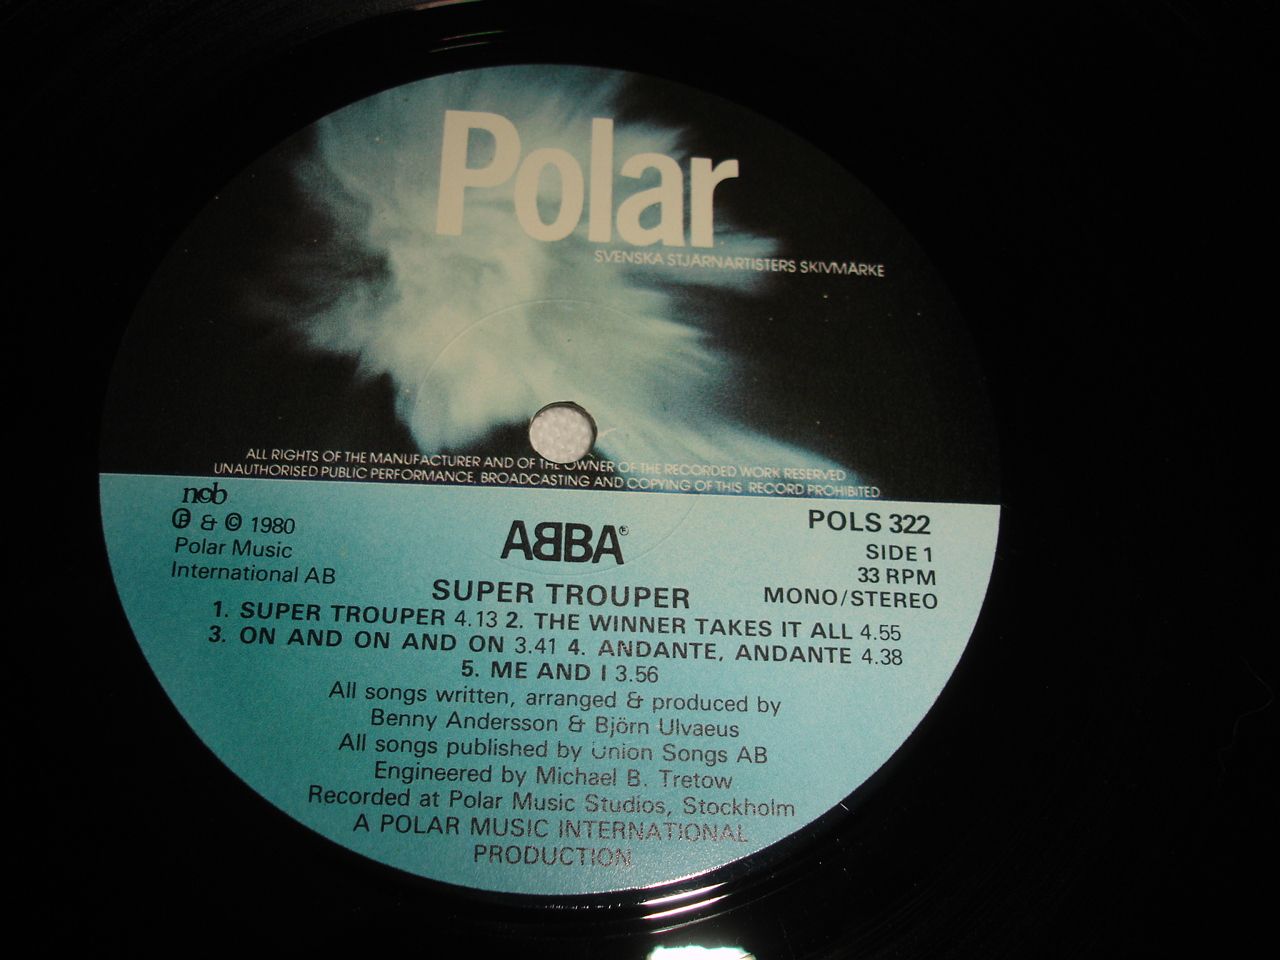 Polar
SVENSKA STJÄRNARTISTERS SKIVMÄRKE
ALL RIGHTS OF THE MANUFACTURER AND OF THE OWNER OF THE RECORDED WORK RESERVED
UNAUTHORISED PUBLIC PERFORMANCE, BROADCASTING AND COPYING OF THIS RECORD PROHIBITED
ncb
Ⓟ & © 1980
Polar Music
International AB
ABBA®
POLS 322
SIDE 1
33 RPM
MONO/STEREO
SUPER TROUPER
1. SUPER TROUPER 4.13 2. THE WINNER TAKES IT ALL 4.55
3. ON AND ON AND ON 3.41 4. ANDANTE, ANDANTE 4.38
5. ME AND I 3.56
All songs written, arranged & produced by
Benny Andersson & Björn Ulvaeus
All songs published by Union Songs AB
Engineered by Michael B. Tretow
Recorded at Polar Music Studios, Stockholm
A POLAR MUSIC INTERNATIONAL
PRODUCTION